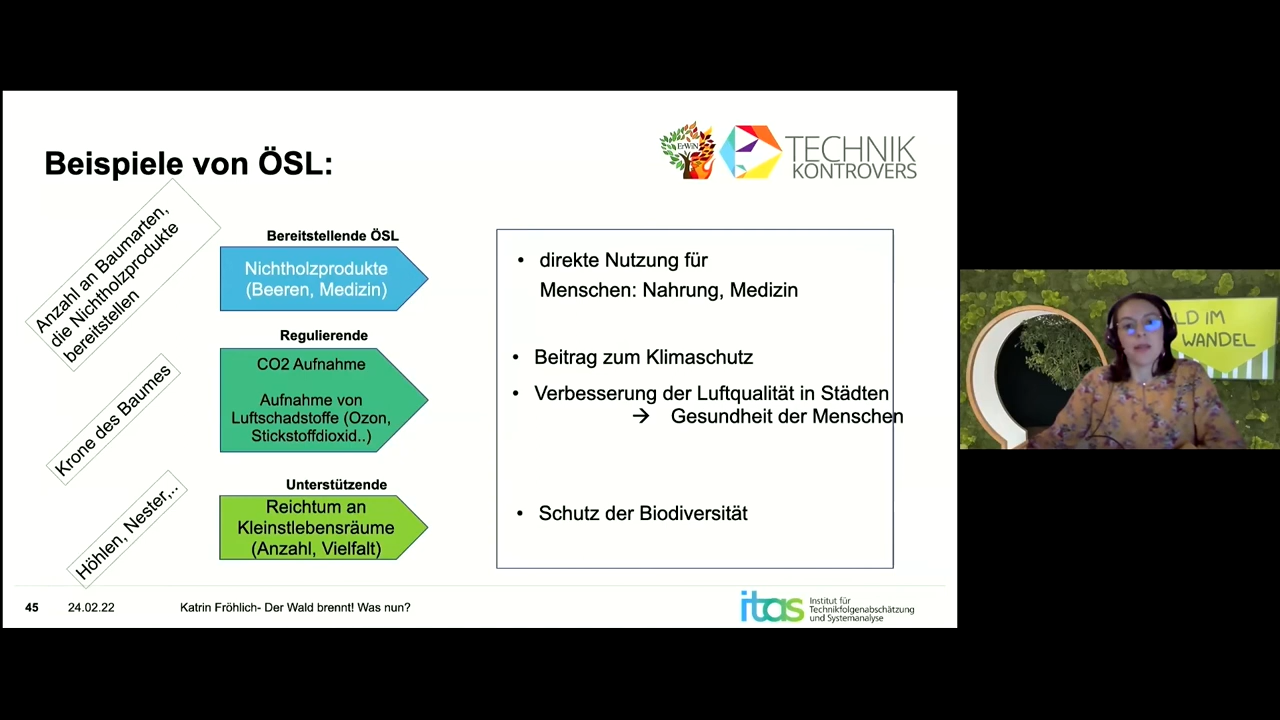 Beispiele von ÖSL:
ErWiN
TECHNIK
KONTROVERS
Anzahl an Baumarten,
die Nichtholzprodukte
bereitstellen
Bereitstellende ÖSL
Nichtholzprodukte
(Beeren, Medizin)
• direkte Nutzung für
Menschen: Nahrung, Medizin
Krone des Baumes
Regulierende
CO2 Aufnahme
Aufnahme von
Luftschadstoffe (Ozon,
Stickstoffdioxid..)
• Beitrag zum Klimaschutz
• Verbesserung der Luftqualität in Städten
→ Gesundheit der Menschen
Höhlen, Nester,..
Unterstützende
Reichtum an
Kleinstlebensräume
(Anzahl, Vielfalt)
• Schutz der Biodiversität
LD IM
WANDEL
45 24.02.22 Katrin Fröhlich- Der Wald brennt! Was nun?
itas Institut für
Technikfolgenabschätzung
und Systemanalyse